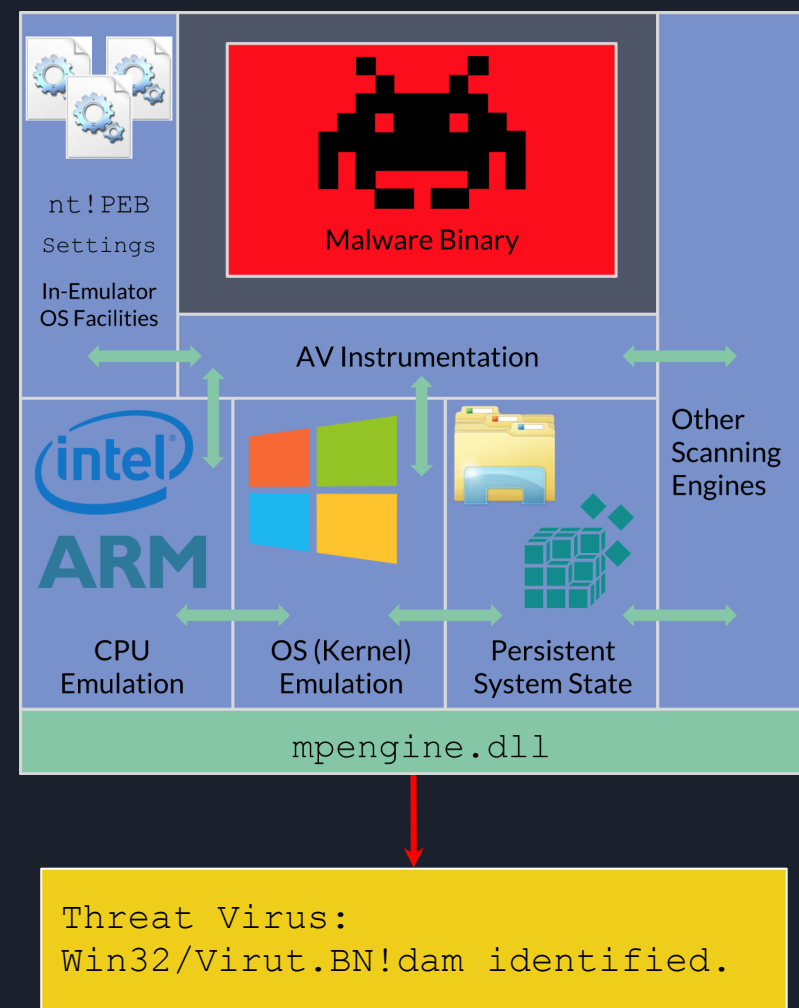 nt!PEB
Settings
In-Emulator
OS Facilities
Malware Binary
AV Instrumentation
Other
Scanning
Engines
intel®
ARM
CPU
Emulation
OS (Kernel)
Emulation
Persistent
System State
mpengine.dll
Threat Virus:
Win32/Virut.BN!dam identified.